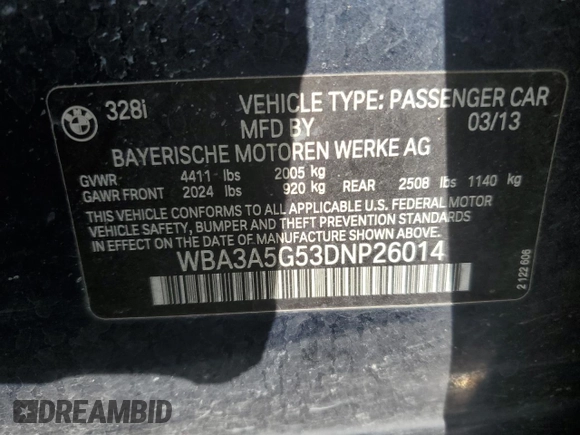 328i
VEHICLE TYPE: PASSENGER CAR
MFD BY 03/13
BAYERISCHE MOTOREN WERKE AG
GVWR 4411 lbs 2005 kg
GAWR FRONT 2024 lbs 920 kg REAR 2508 lbs 1140 kg
THIS VEHICLE CONFORMS TO ALL APPLICABLE U.S. FEDERAL MOTOR
VEHICLE SAFETY, BUMPER AND THEFT PREVENTION STANDARDS
IN EFFECT ON THE DATE OF MANUFACTURE SHOWN ABOVE.
WBA3A5G53DNP26014
2 122 608
DREAMBID